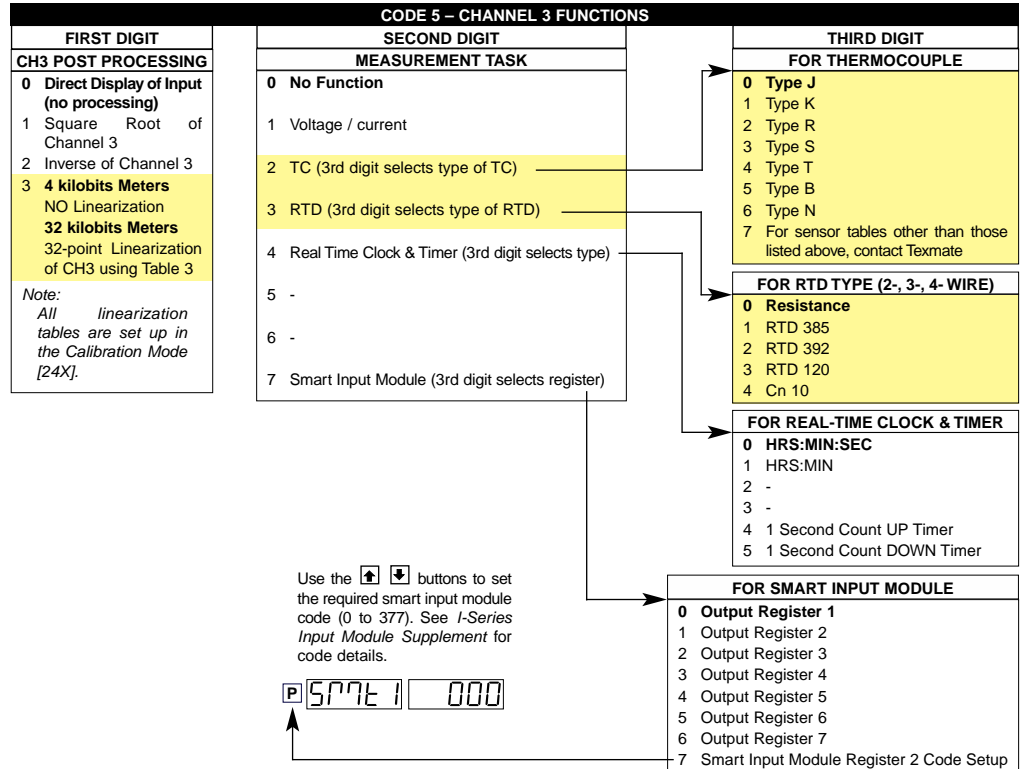 CODE 5 – CHANNEL 3 FUNCTIONS
FIRST DIGIT
CH3 POST PROCESSING
0 Direct Display of Input
(no processing)
1 Square Root of
Channel 3
2 Inverse of Channel 3
3 4 kilobits Meters
NO Linearization
32 kilobits Meters
32-point Linearization
of CH3 using Table 3
Note:
All linearization
tables are set up in
the Calibration Mode
[24X].
SECOND DIGIT
MEASUREMENT TASK
0 No Function
1 Voltage / current
2 TC (3rd digit selects type of TC)
3 RTD (3rd digit selects type of RTD)
4 Real Time Clock & Timer (3rd digit selects type)
5 -
6 -
7 Smart Input Module (3rd digit selects register)
THIRD DIGIT
FOR THERMOCOUPLE
0 Type J
1 Type K
2 Type R
3 Type S
4 Type T
5 Type B
6 Type N
7 For sensor tables other than those
listed above, contact Texmate
FOR RTD TYPE (2-, 3-, 4- WIRE)
0 Resistance
1 RTD 385
2 RTD 392
3 RTD 120
4 Cn 10
FOR REAL-TIME CLOCK & TIMER
0 HRS:MIN:SEC
1 HRS:MIN
2 -
3 -
4 1 Second Count UP Timer
5 1 Second Count DOWN Timer
FOR SMART INPUT MODULE
0 Output Register 1
1 Output Register 2
2 Output Register 3
3 Output Register 4
4 Output Register 5
5 Output Register 6
6 Output Register 7
7 Smart Input Module Register 2 Code Setup
Use the buttons to set
the required smart input module
code (0 to 377). See I-Series
Input Module Supplement for
code details.
P SMt1 000